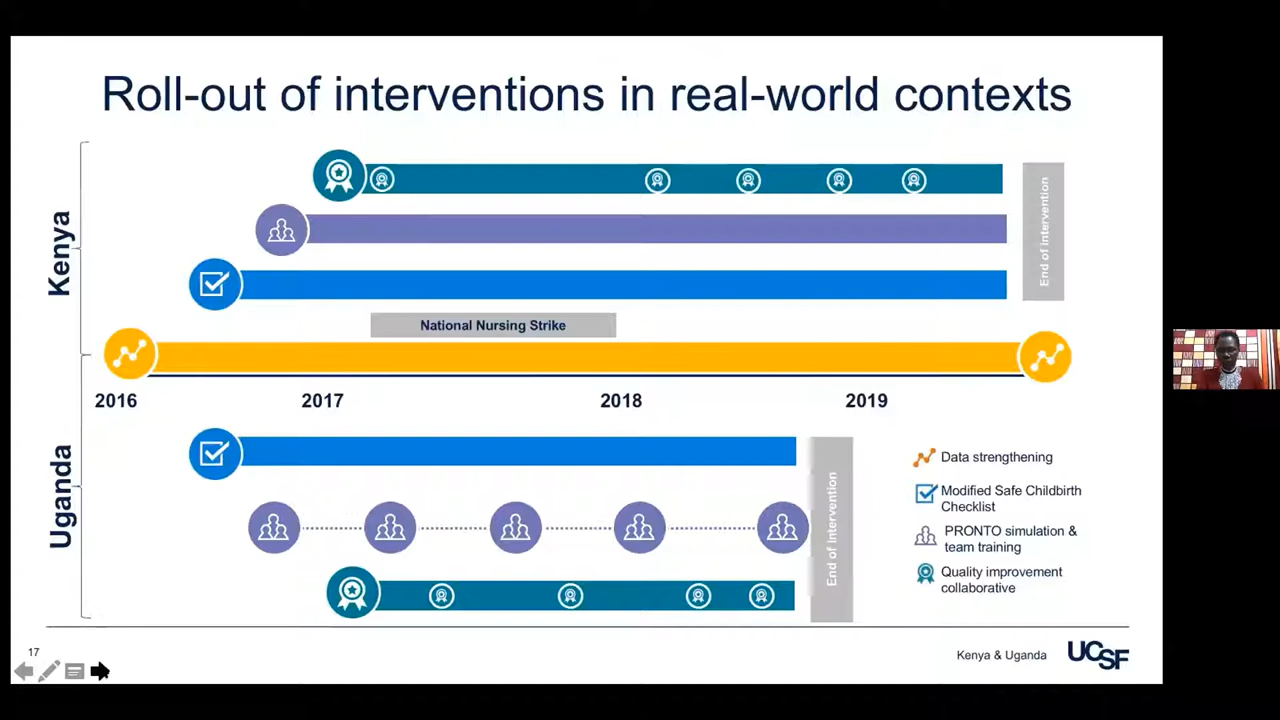 Roll-out of interventions in real-world contexts
Kenya
End of intervention
National Nursing Strike
2016
2017
2018
2019
Uganda
End of intervention
Data strengthening
Modified Safe Childbirth
Checklist
PRONTO simulation &
team training
Quality improvement
collaborative
17
Kenya & Uganda
UCSF